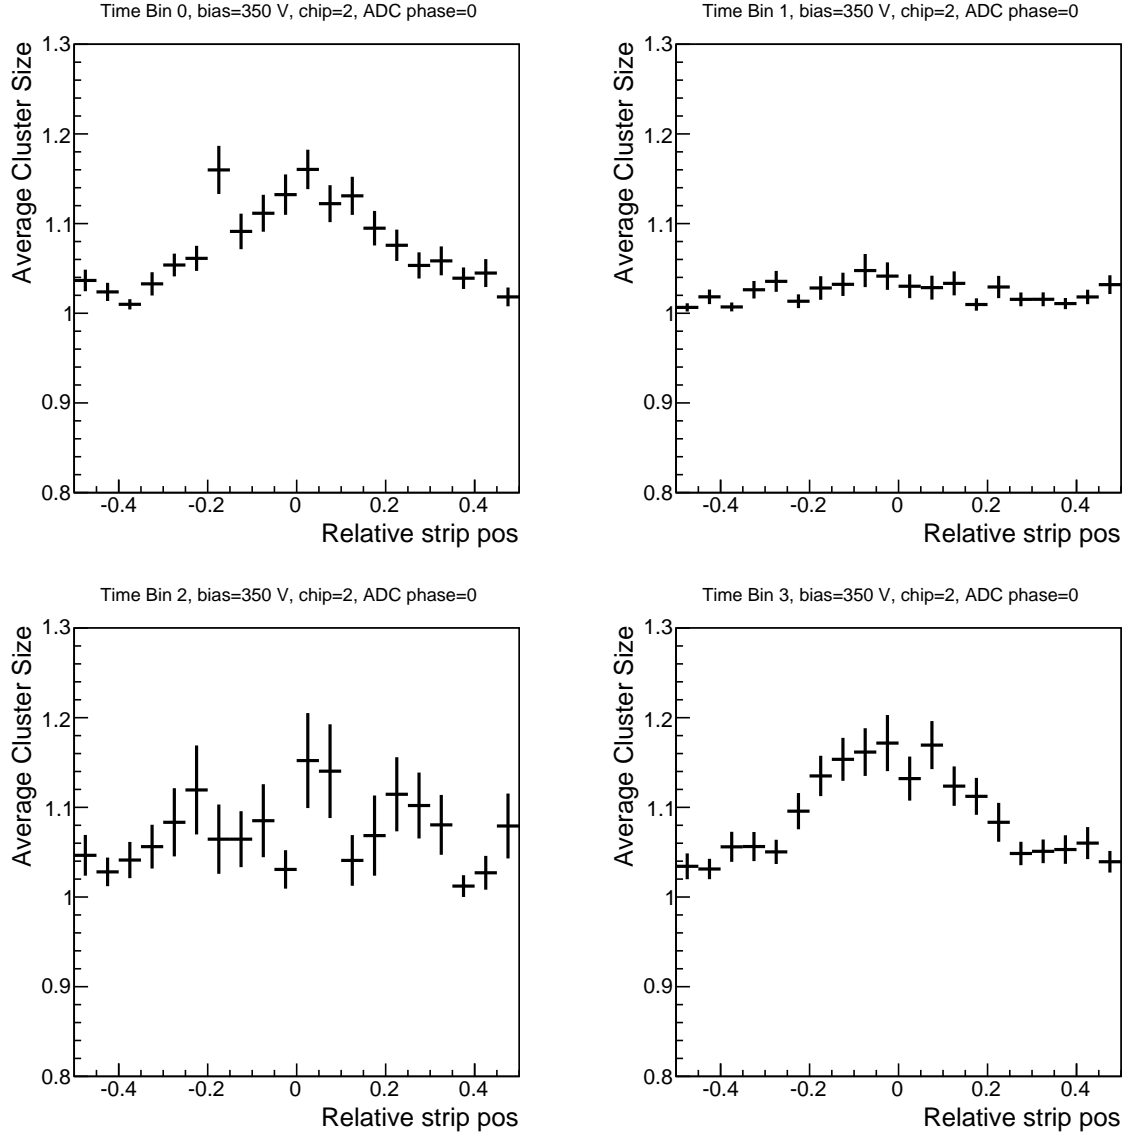 Time Bin 0, bias=350 V, chip=2, ADC phase=0
Average Cluster Size
1.3
1.2
1.1
1
0.9
0.8
-0.4 -0.2 0 0.2 0.4
Relative strip pos
Time Bin 1, bias=350 V, chip=2, ADC phase=0
Average Cluster Size
1.3
1.2
1.1
1
0.9
0.8
-0.4 -0.2 0 0.2 0.4
Relative strip pos
Time Bin 2, bias=350 V, chip=2, ADC phase=0
Average Cluster Size
1.3
1.2
1.1
1
0.9
0.8
-0.4 -0.2 0 0.2 0.4
Relative strip pos
Time Bin 3, bias=350 V, chip=2, ADC phase=0
Average Cluster Size
1.3
1.2
1.1
1
0.9
0.8
-0.4 -0.2 0 0.2 0.4
Relative strip pos